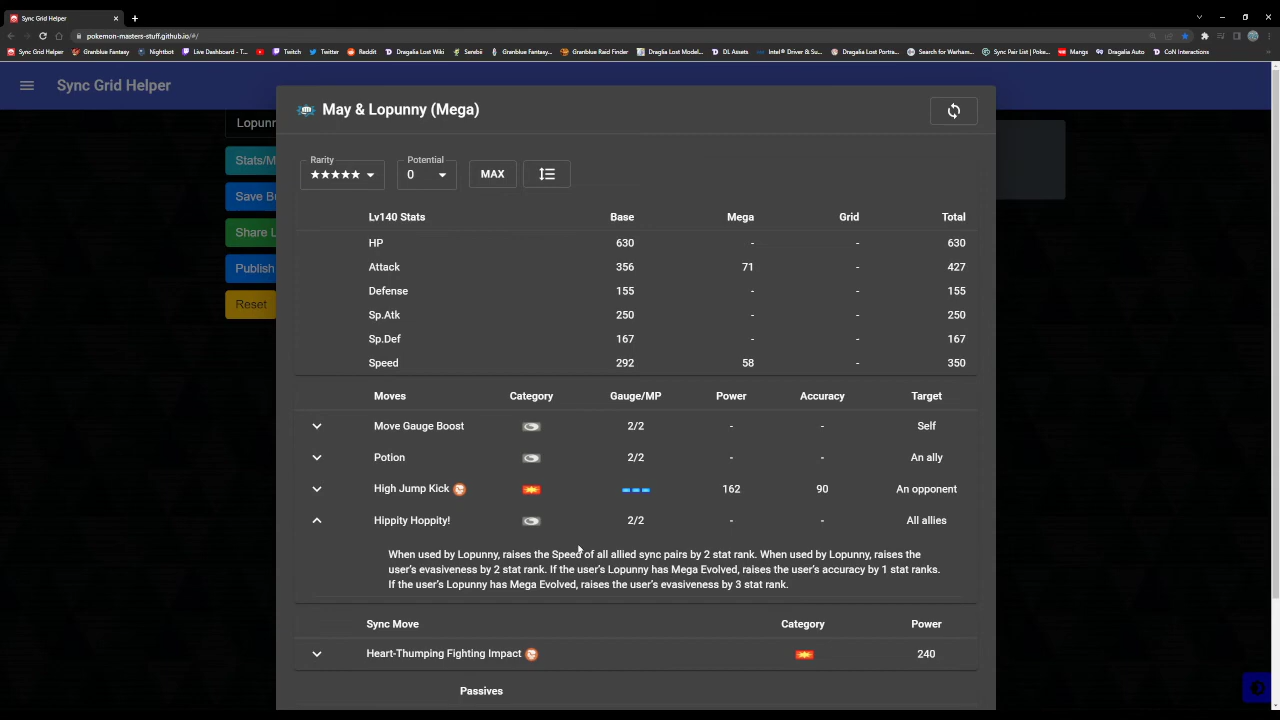 Sync Grid Helper
pokemon-masters-stuff.github.io/#/
Sync Grid Helper
Granblue Fantasy...
Nightbot
Live Dashboard - T...
Twitch
Twitter
Reddit
Dragalia Lost Wiki
Serebii
Granblue Fantasy...
Granblue Raid Finder
Draglia Lost Model...
DL Assets
Intel® Driver & Su...
Dragalia Lost Portra...
Search for Warham...
Sync Pair List | Poke...
Manga
Dragalia Auto
CoN Interactions
Sync Grid Helper
Lopunn
Stats/M
Save Bu
Share L
Publish
Reset
May & Lopunny (Mega)
Rarity
★★★★★
Potential
0
MAX
Lv140 Stats Base Mega Grid Total
HP 630 - - 630
Attack 356 71 - 427
Defense 155 - - 155
Sp.Atk 250 - - 250
Sp.Def 167 - - 167
Speed 292 58 - 350
Moves Category Gauge/MP Power Accuracy Target
Move Gauge Boost 2/2 - - Self
Potion 2/2 - - An ally
High Jump Kick 162 90 An opponent
Hippity Hoppity! 2/2 - - All allies
When used by Lopunny, raises the Speed of all allied sync pairs by 2 stat rank. When used by Lopunny, raises the
user's evasiveness by 2 stat rank. If the user's Lopunny has Mega Evolved, raises the user's accuracy by 1 stat ranks.
If the user's Lopunny has Mega Evolved, raises the user's evasiveness by 3 stat rank.
Sync Move Category Power
Heart-Thumping Fighting Impact 240
Passives